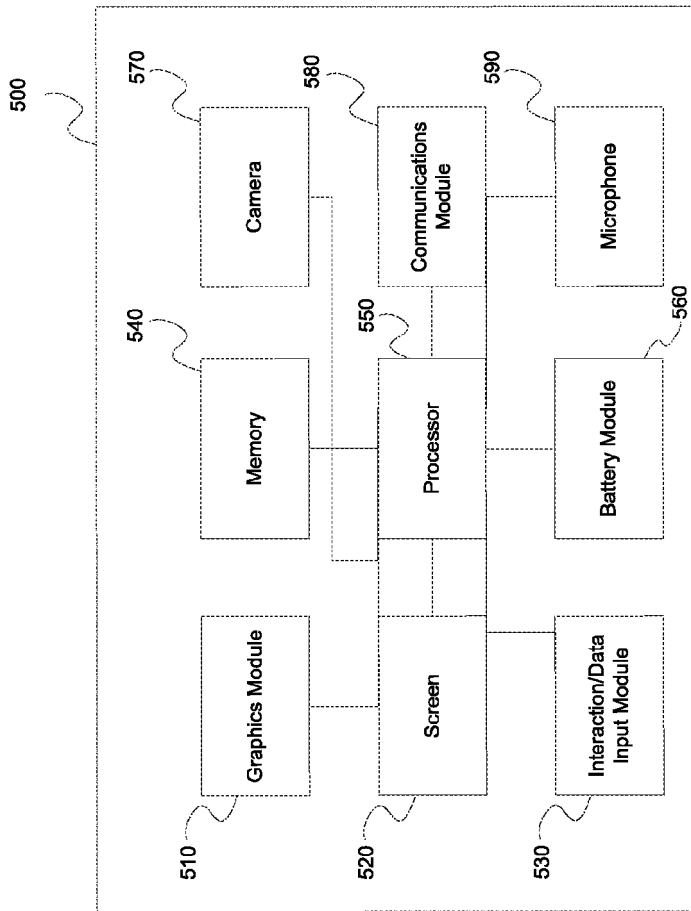 500
510
Graphics Module
540
Memory
570
Camera
520
Screen
550
Processor
580
Communications
Module
530
Interaction/Data
Input Module
560
Battery Module
590
Microphone